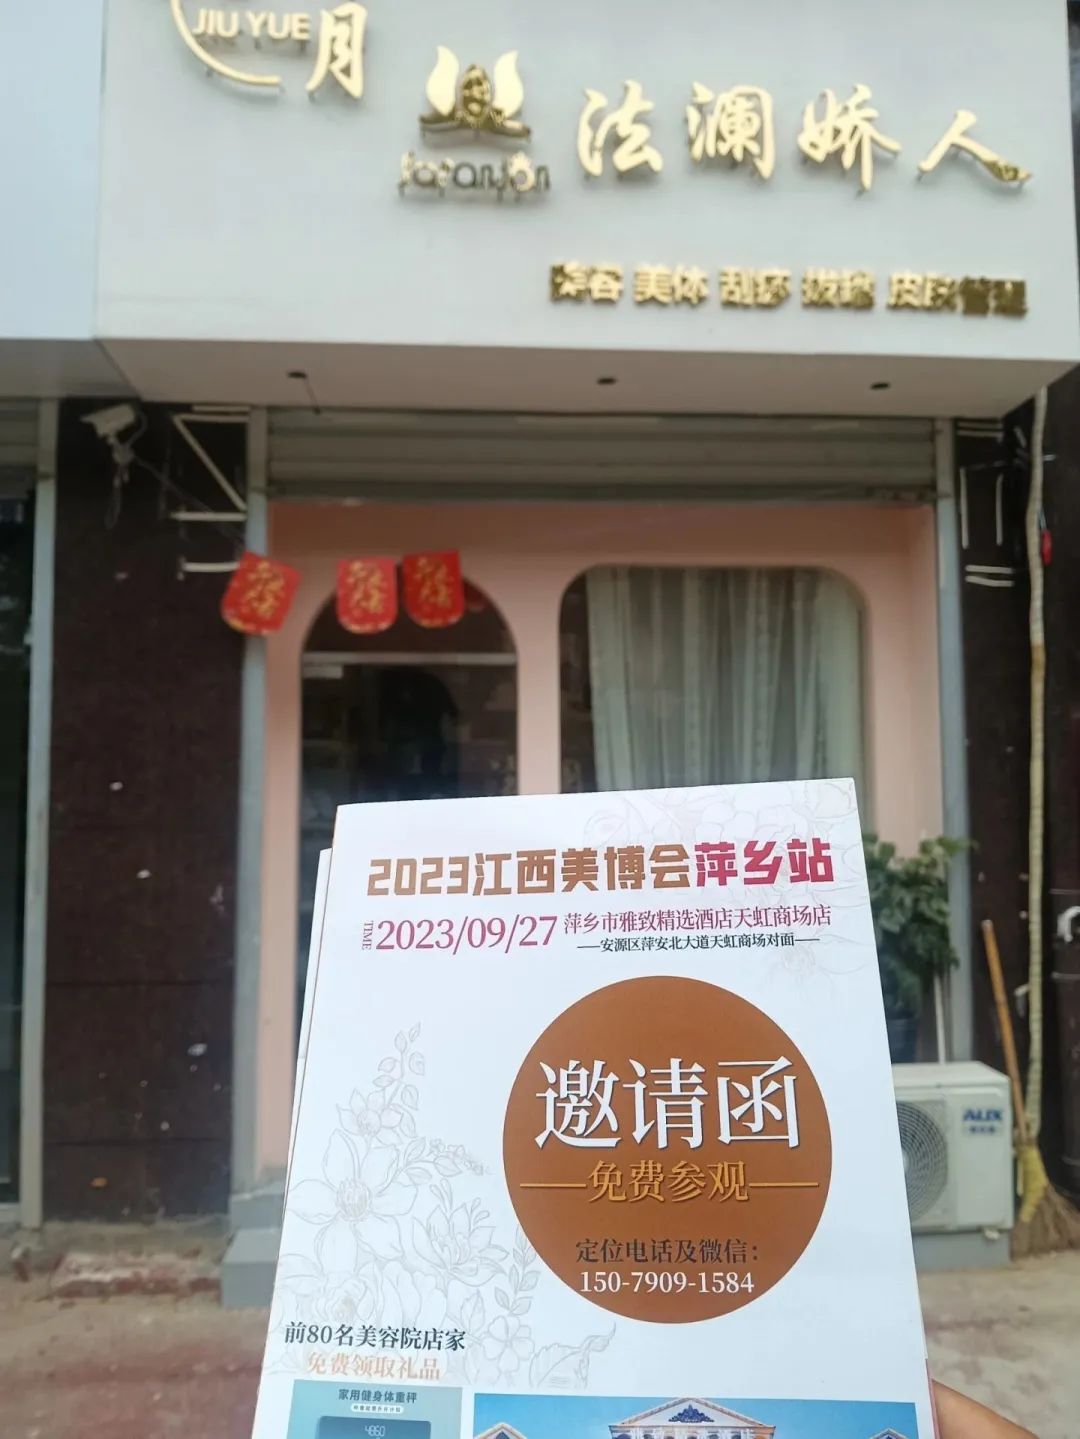 JIU YUE
月
法澜娇人
falanjiaoren
美容 美体 刮痧 拔罐 皮肤管理
2023江西美博会萍乡站
TIME 2023/09/27 萍乡市雅致精选酒店天虹商场店
——安源区萍安北大道天虹商场对面——
邀请函
——免费参观——
定位电话及微信：
150-7909-1584
前80名美容院店家
免费领取礼品
家用健身体重秤
AUX